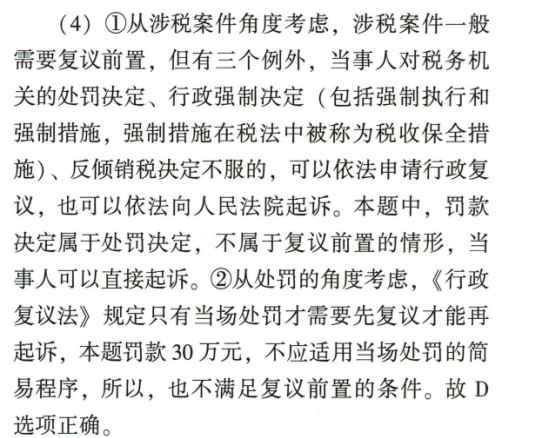 （4）①从涉税案件角度考虑，涉税案件一般
需要复议前置，但有三个例外，当事人对税务机
关的处罚决定、行政强制决定（包括强制执行和
强制措施，强制措施在税法中被称为税收保全措
施）、反倾销税决定不服的，可以依法申请行政复
议，也可以依法向人民法院起诉。本题中，罚款
决定属于处罚决定，不属于复议前置的情形，当
事人可以直接起诉。②从处罚的角度考虑，《行政
复议法》规定只有当场处罚才需要先复议才能再
起诉，本题罚款 30 万元，不应适用当场处罚的简
易程序，所以，也不满足复议前置的条件。故 D
选项正确。